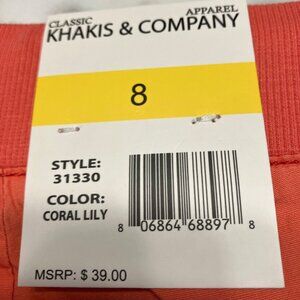 CLASSIC APPAREL
KHAKIS & COMPANY
8
STYLE:
31330
COLOR:
CORAL LILY
8 06864 68897 8
MSRP: $ 39.00